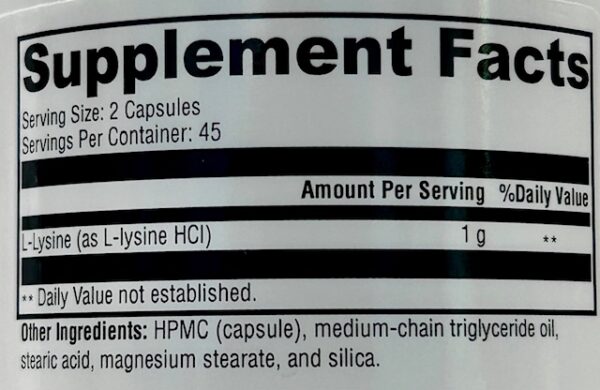 Supplement Facts
Serving Size: 2 Capsules
Servings Per Container: 45
Amount Per Serving %Daily Value
L-Lysine (as L-lysine HCl) 1 g **
** Daily Value not established.
Other Ingredients: HPMC (capsule), medium-chain triglyceride oil,
stearic acid, magnesium stearate, and silica.